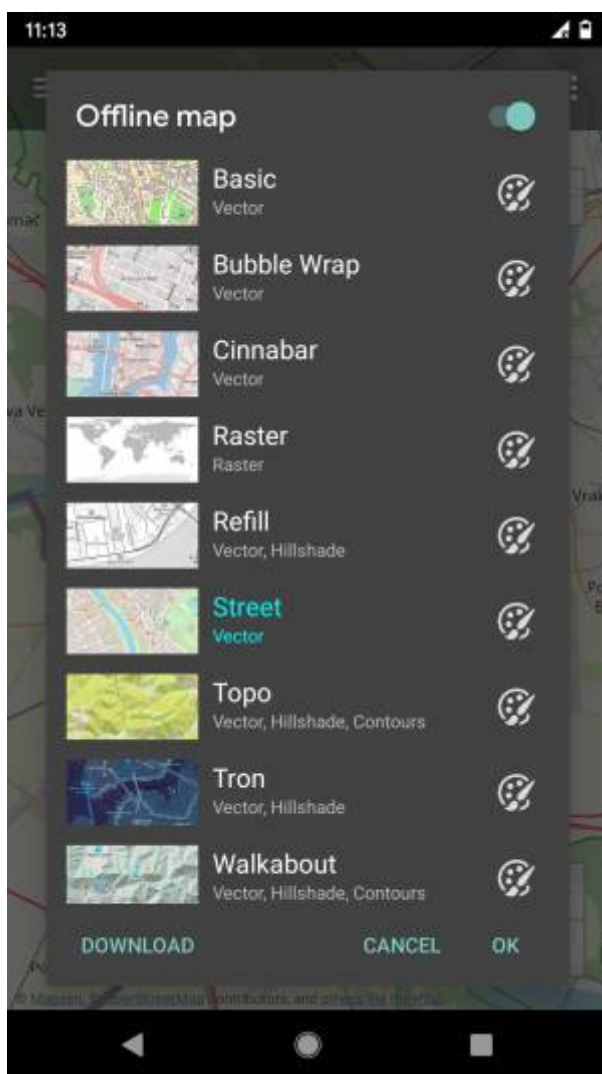 11:13
Offline map
Basic
Vector
Bubble Wrap
Vector
Cinnabar
Vector
Raster
Raster
Refill
Vector, Hillshade
Street
Vector
Topo
Vector, Hillshade, Contours
Tron
Vector, Hillshade
Walkabout
Vector, Hillshade, Contours
DOWNLOAD
CANCEL
OK